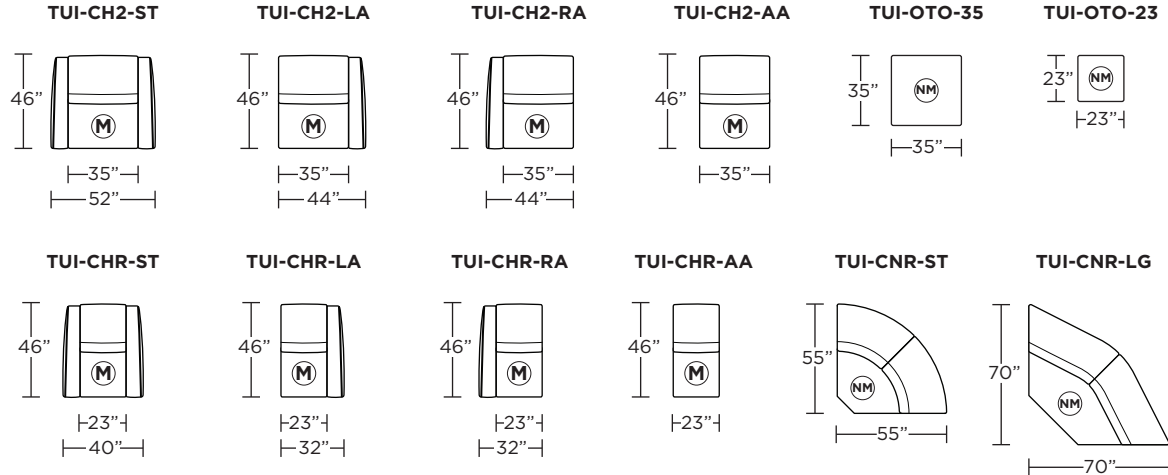 TUI-CH2-ST TUI-CH2-LA TUI-CH2-RA TUI-CH2-AA TUI-OTO-35 TUI-OTO-23
46” M 46” M 46” M 46” M 35” NM 23” NM
35” 35” 35” 35” 35” 23”
52” 44” 44”
TUI-CHR-ST TUI-CHR-LA TUI-CHR-RA TUI-CHR-AA TUI-CNR-ST TUI-CNR-LG
46” M 46” M 46” M 46” M 55” NM 70” NM
23” 23” 23” 23” 55”
40” 32” 32” 70”